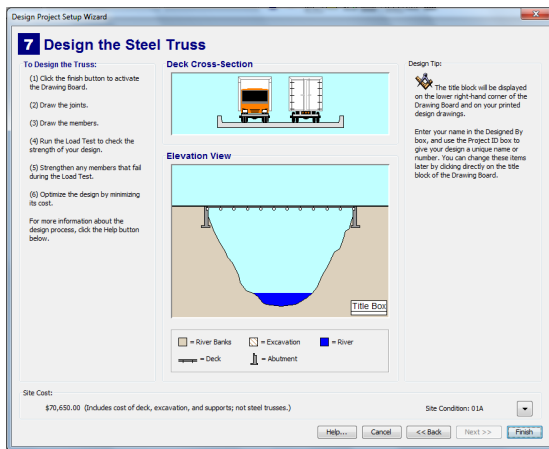 Design Project Setup Wizard
7 Design the Steel Truss
To Design the Truss:
(1) Click the finish button to activate
the Drawing Board.
(2) Draw the joints.
(3) Draw the members.
(4) Run the Load Test to check the
strength of your design.
(5) Strengthen any members that fail
during the Load Test.
(6) Optimize the design by minimizing
its cost.
For more information about the
design process, click the Help button
below.
Deck Cross-Section
Elevation View
Title Box
= River Banks
= Excavation
= River
= Deck
= Abutment
Design Tip:
The title block will be displayed
on the lower right-hand corner of the
Drawing Board and on your printed
design drawings.
Enter your name in the Designed By
box, and use the Project ID box to
give your design a unique name or
number. You can change these items
later by clicking directly on the title
block of the Drawing Board.
Site Cost:
$70,650.00 (Includes cost of deck, excavation, and supports; not steel trusses.)
Site Condition: 01A
Help...
Cancel
<< Back
Next >>
Finish